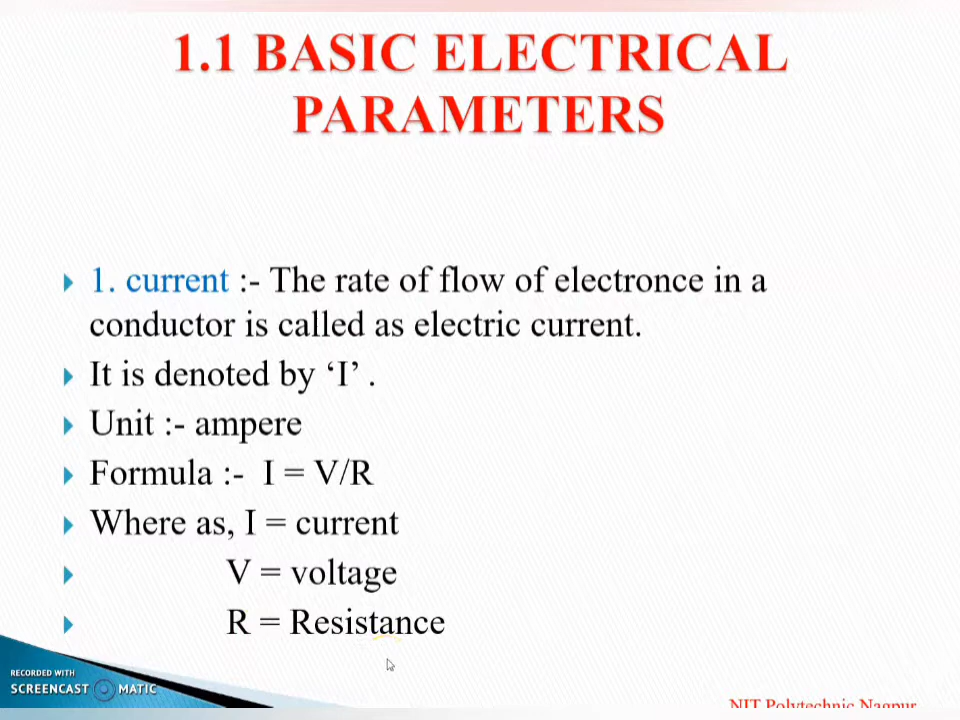 1.1 BASIC ELECTRICAL
PARAMETERS
1. current :- The rate of flow of electronce in a
conductor is called as electric current.
It is denoted by ‘I’ .
Unit :- ampere
Formula :- I = V/R
Where as, I = current
V = voltage
R = Resistance
RECORDED WITH
SCREENCAST MATIC
NIT Polytechnic Nagpur